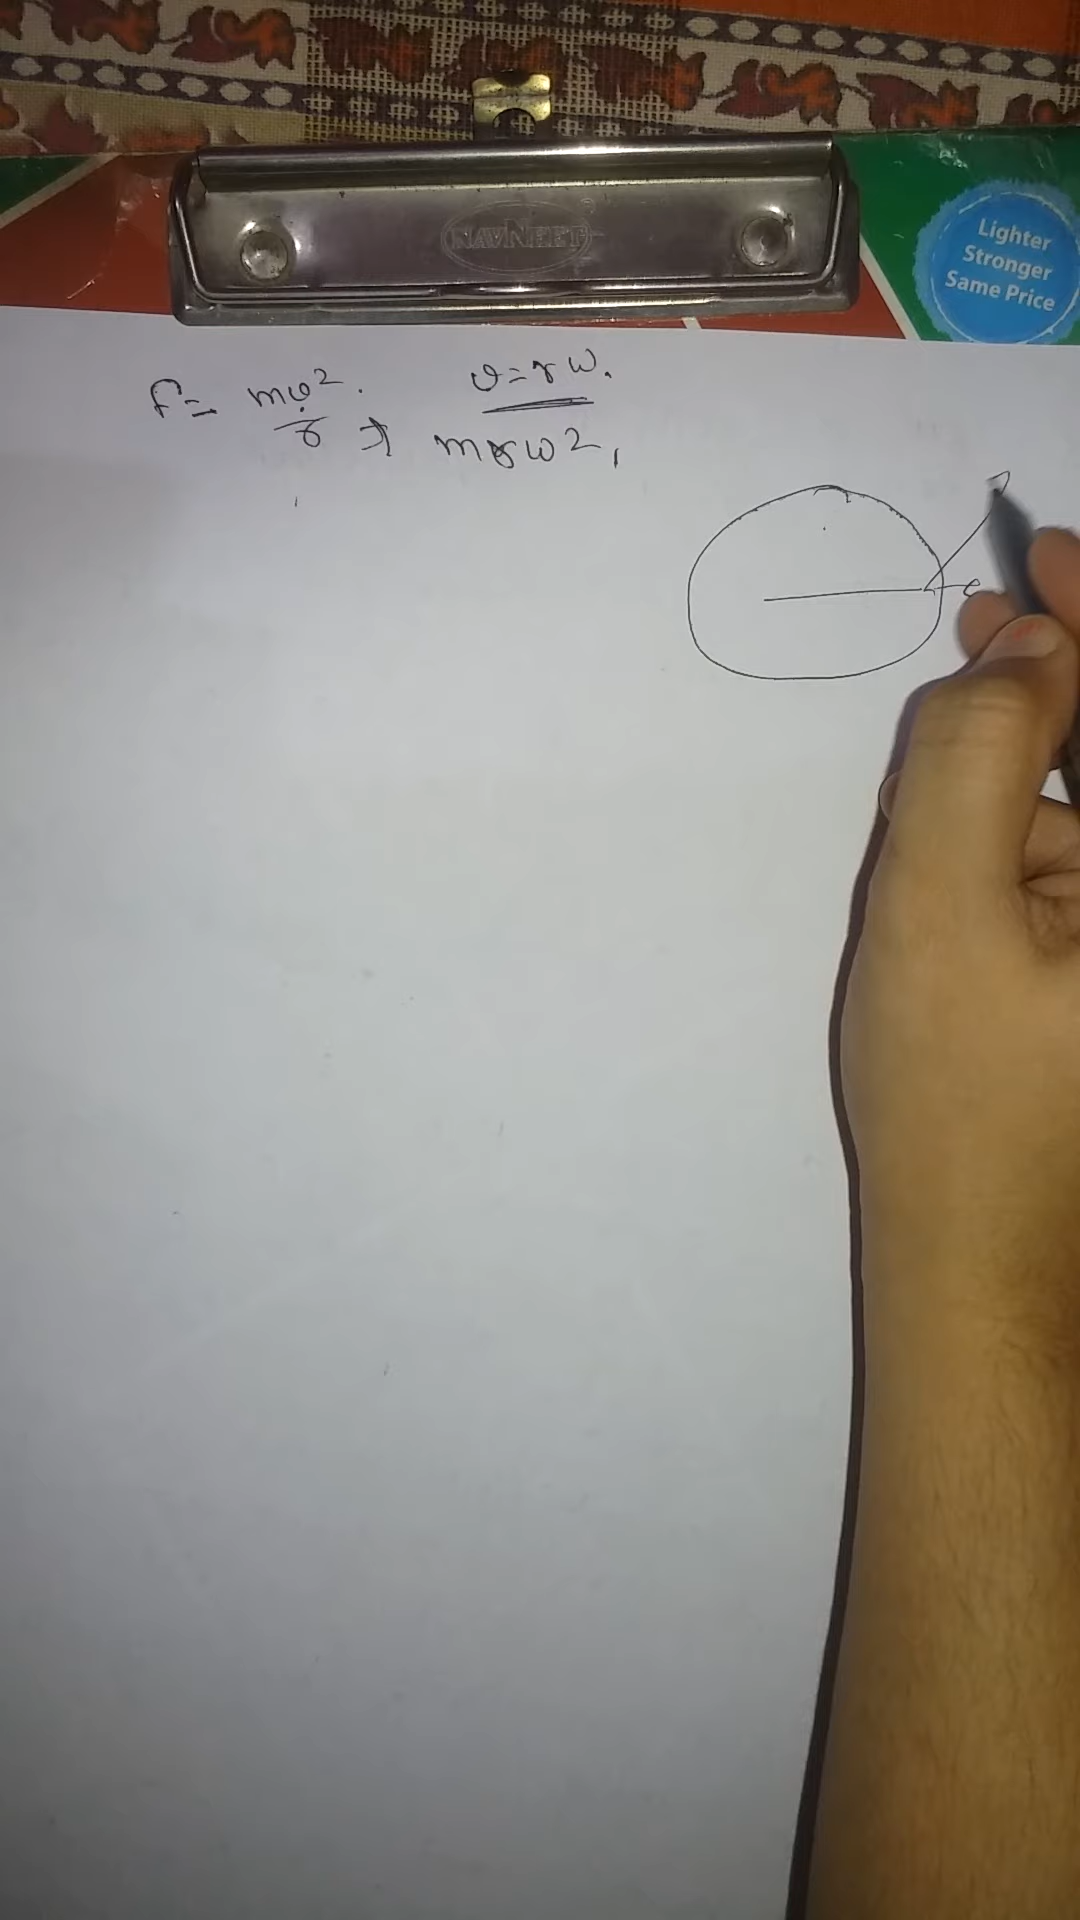 NAVNEET
Lighter
Stronger
Same Price
f = mv²/r. v = rω.
→ mrω²,